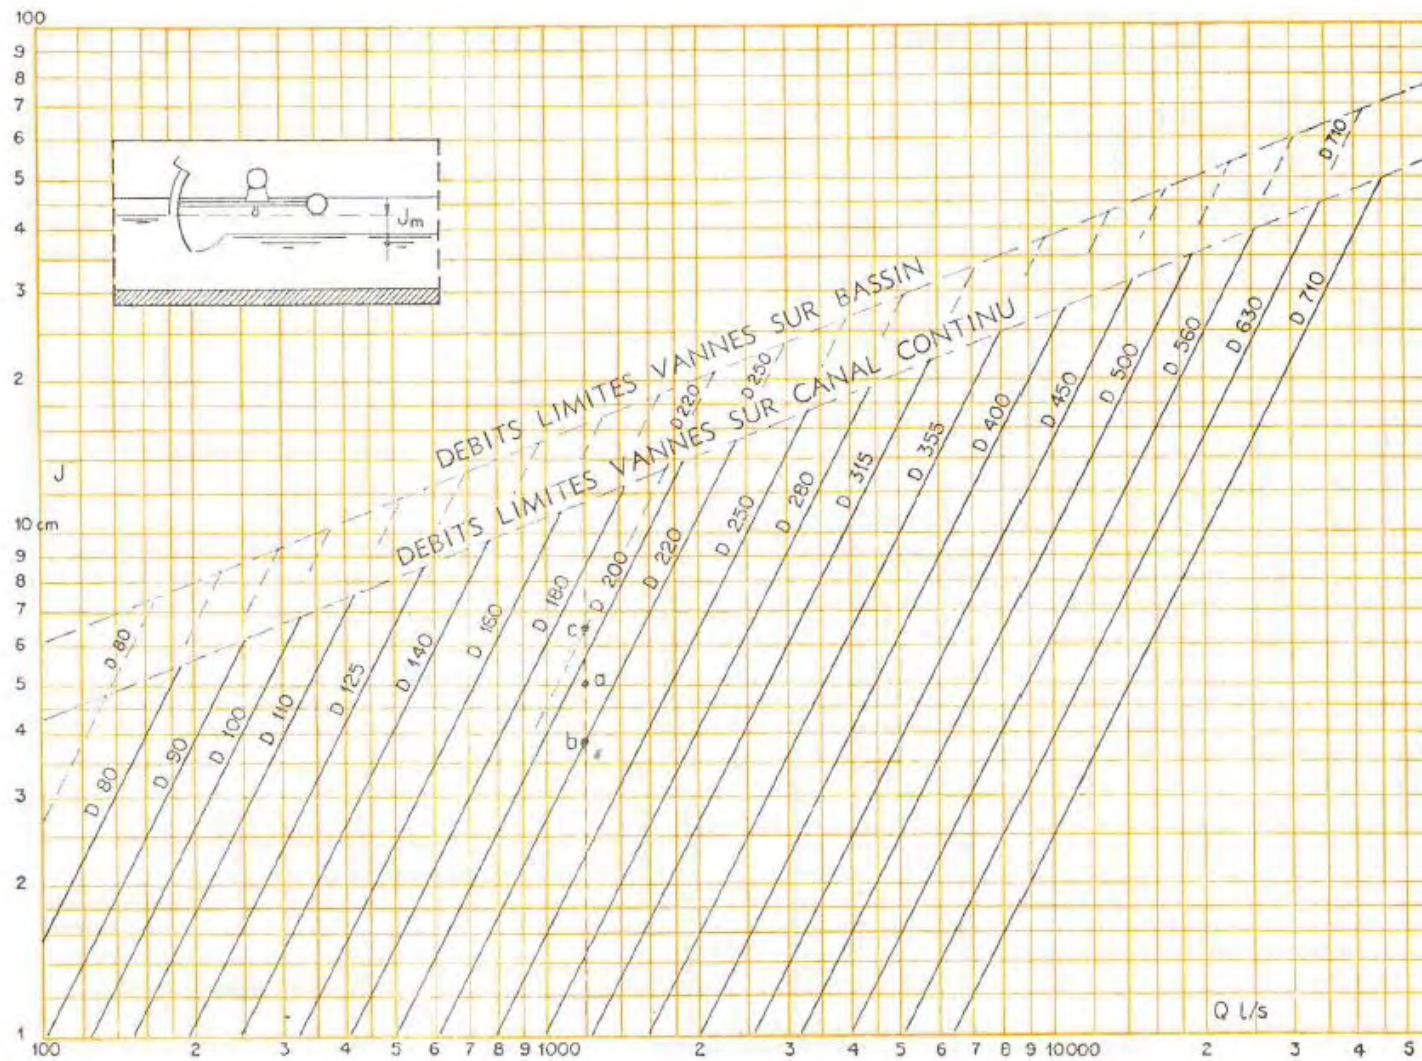 100
9
8
7
6
5
4
3
2
J
10 cm
9
8
7
6
5
4
3
2
1
Jm
DEBITS LIMITES VANNES SUR BASSIN
DEBITS LIMITES VANNES SUR CANAL CONTINU
D 80
D 220
D 250
D 710
D 80
D 90
D 100
D 110
D 125
D 140
D 160
D 180
D 200
D 220
D 250
D 280
D 315
D 355
D 400
D 450
D 500
D 560
D 630
D 710
c
a
b
Q l/s
100 2 3 4 5 6 7 8 9 1000 2 3 4 5 6 7 8 9 10000 2 3 4 5